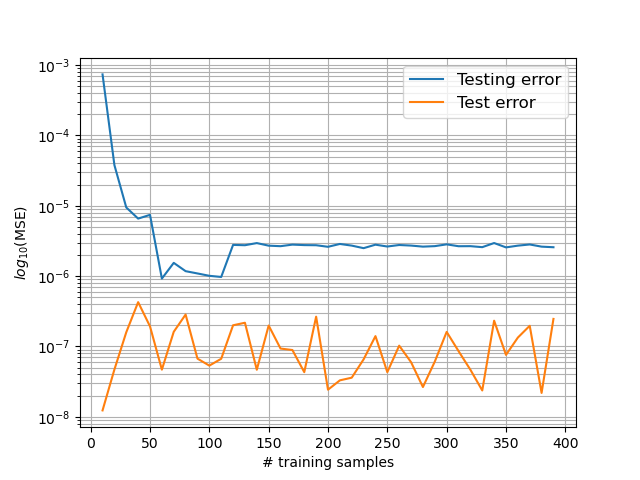 10⁻³
10⁻⁴
10⁻⁵
10⁻⁶
10⁻⁷
10⁻⁸
log₁₀(MSE)
Testing error
Test error
0 50 100 150 200 250 300 350 400
# training samples